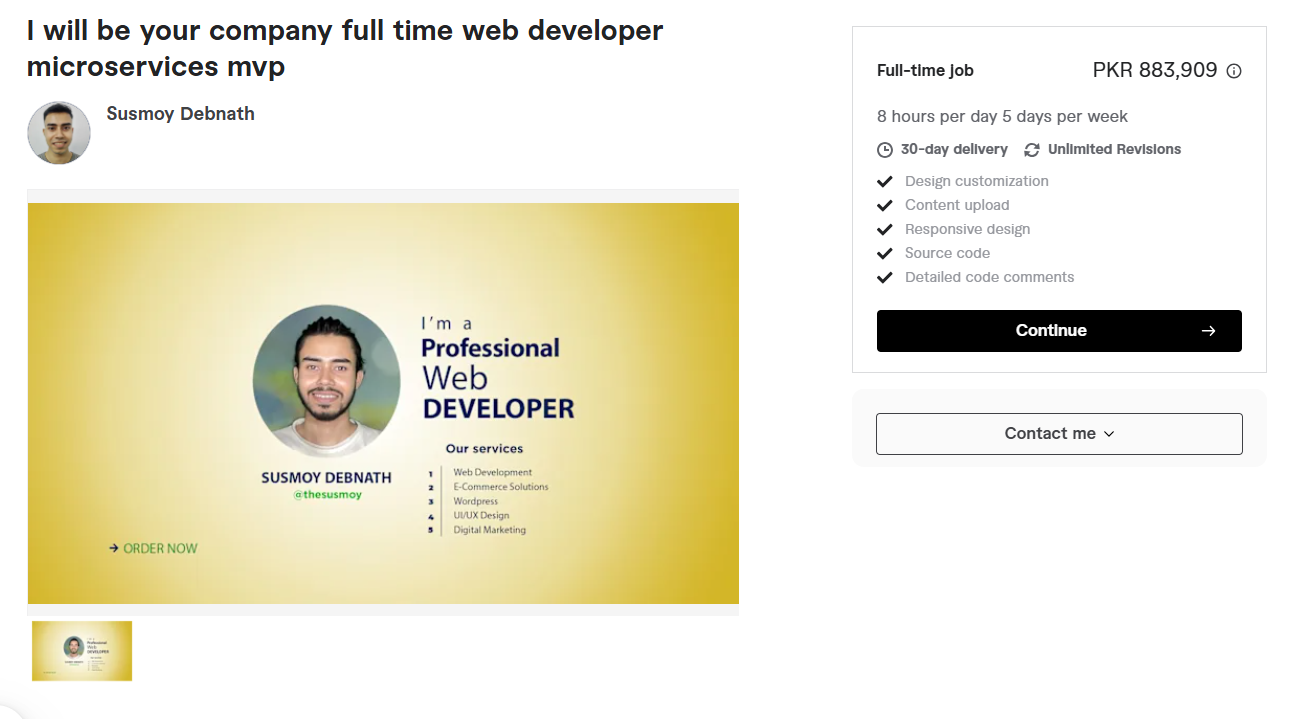 I will be your company full time web developer
microservices mvp
Susmoy Debnath
I'm a
Professional
Web
DEVELOPER
Our services
1 Web Development
2 E-Commerce Solutions
3 Wordpress
4 UI/UX Design
5 Digital Marketing
SUSMOY DEBNATH
@thesusmoy
→ ORDER NOW
Full-time job PKR 883,909
8 hours per day 5 days per week
30-day delivery Unlimited Revisions
Design customization
Content upload
Responsive design
Source code
Detailed code comments
Continue →
Contact me